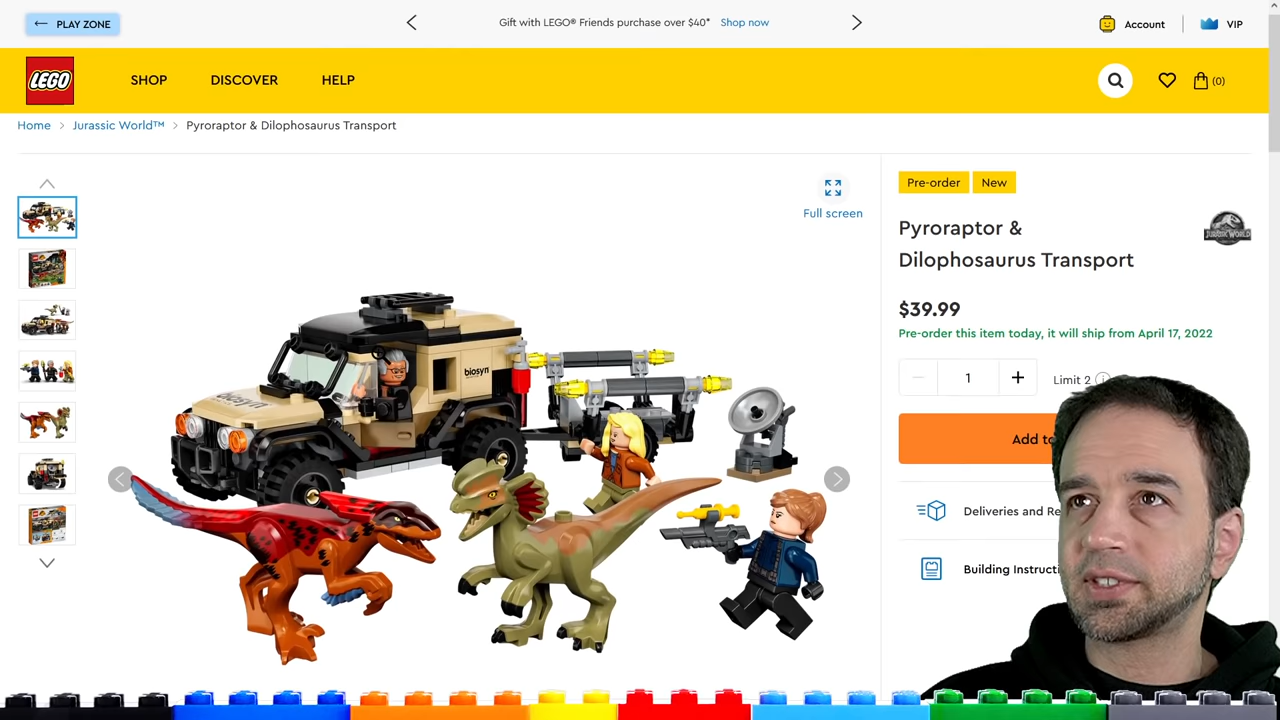 PLAY ZONE
Gift with LEGO® Friends purchase over $40* Shop now
Account
VIP
LEGO
SHOP
DISCOVER
HELP
(0)
Home > Jurassic World™ > Pyroraptor & Dilophosaurus Transport
Full screen
Pre-order
New
Pyroraptor &
Dilophosaurus Transport
JURASSIC WORLD
$39.99
Pre-order this item today, it will ship from April 17, 2022
1
Limit 2
Add to
Deliveries and Re
Building Instructi
biosyn
biosyn